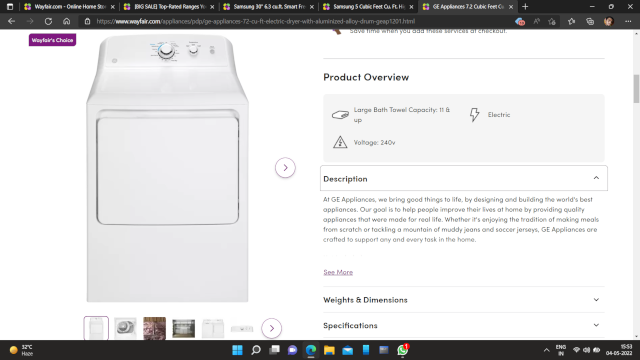 Wayfair.com - Online Home Sto
[BIG SALE] Top-Rated Ranges Yo
Samsung 30" 6.3 cu.ft. Smart Fre
Samsung 5 Cubic Feet Cu. Ft. Hi
GE Appliances 7.2 Cubic Feet Cu
https://www.wayfair.com/appliances/pdp/ge-appliances-72-cu-ft-electric-dryer-with-aluminized-alloy-drum-geap1201.html
Wayfair's Choice
Save time when you add these services at checkout.
Product Overview
Large Bath Towel Capacity: 11 &
up
Electric
Voltage: 240v
Description
At GE Appliances, we bring good things to life, by designing and building the world's best
appliances. Our goal is to help people improve their lives at home by providing quality
appliances that were made for real life. Whether it's enjoying the tradition of making meals
from scratch or tackling a mountain of muddy jeans and soccer jerseys, GE Appliances are
crafted to support any and every task in the home.
See More
Weights & Dimensions
Specifications
32°C
Haze
ENG
IN
15:53
04-05-2022